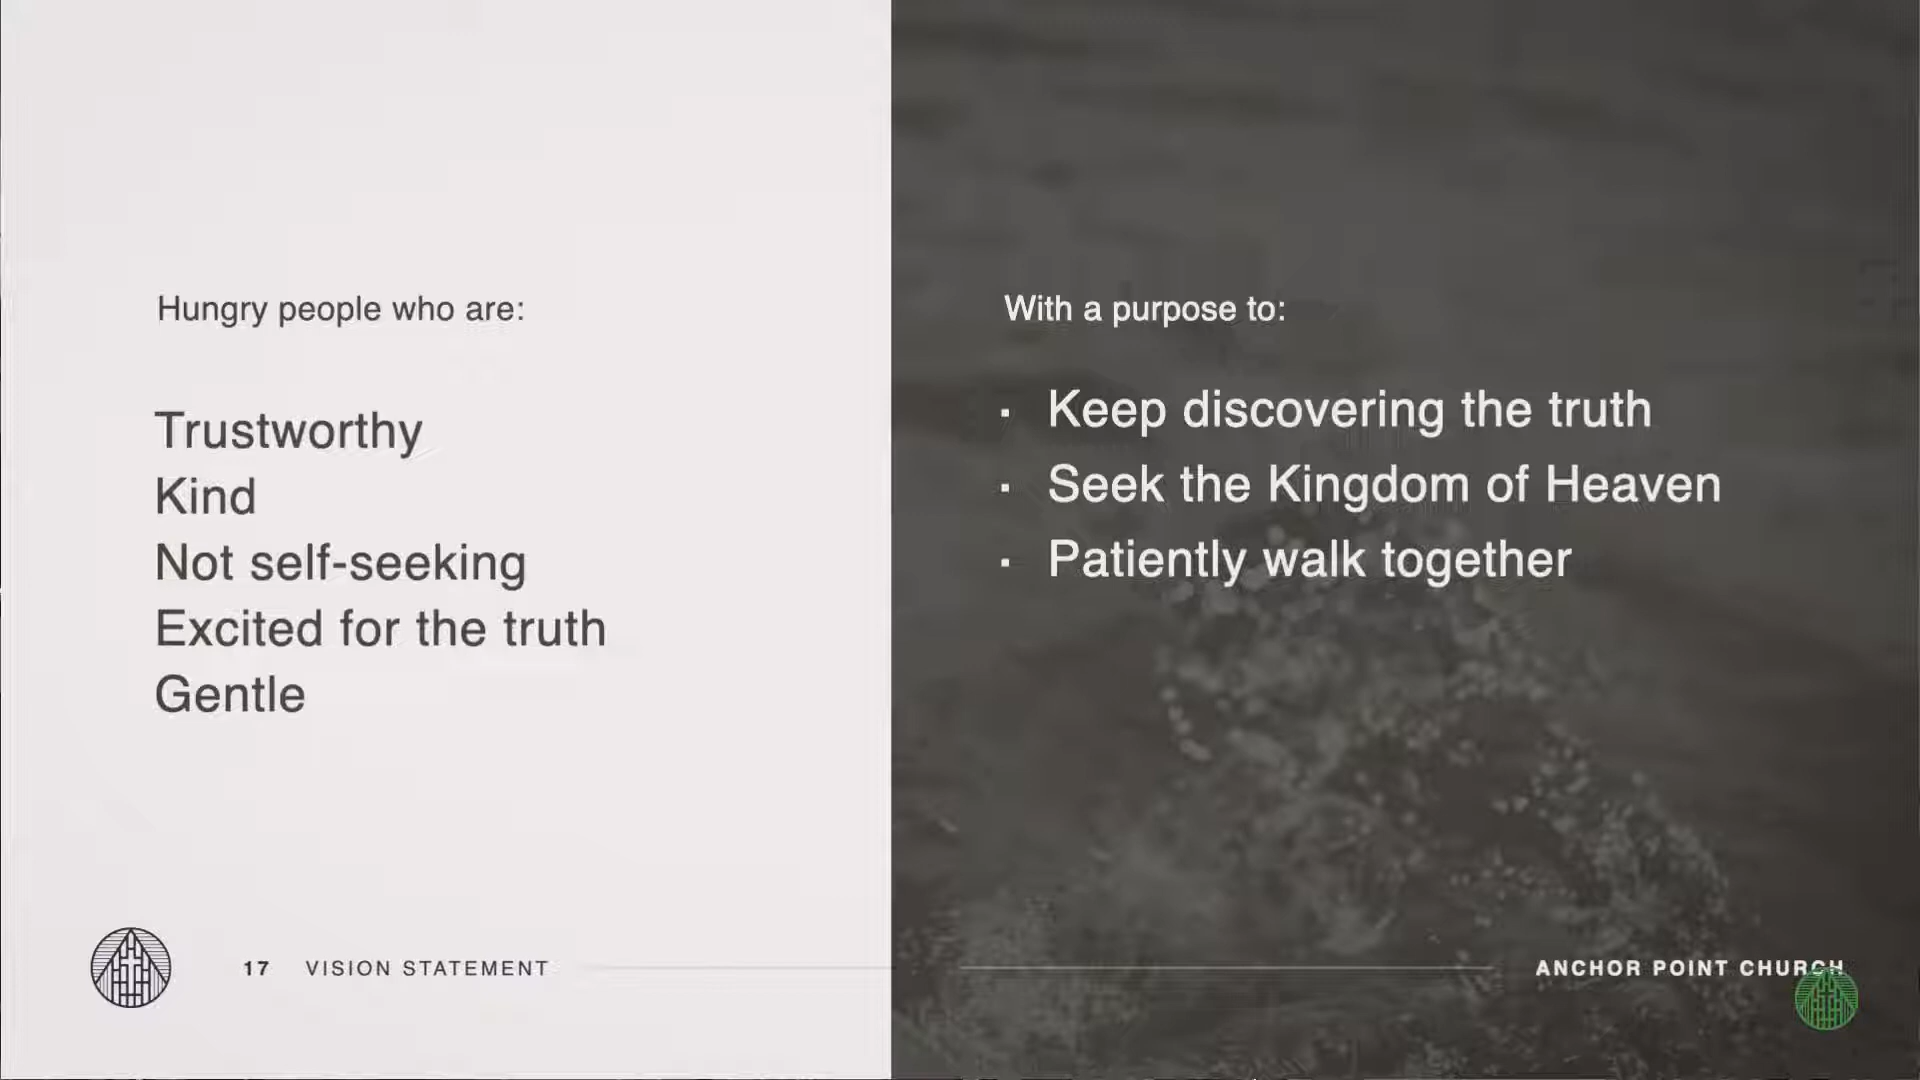 Hungry people who are:
Trustworthy
Kind
Not self-seeking
Excited for the truth
Gentle
17 VISION STATEMENT
With a purpose to:
· Keep discovering the truth
· Seek the Kingdom of Heaven
· Patiently walk together
ANCHOR POINT CHURCH